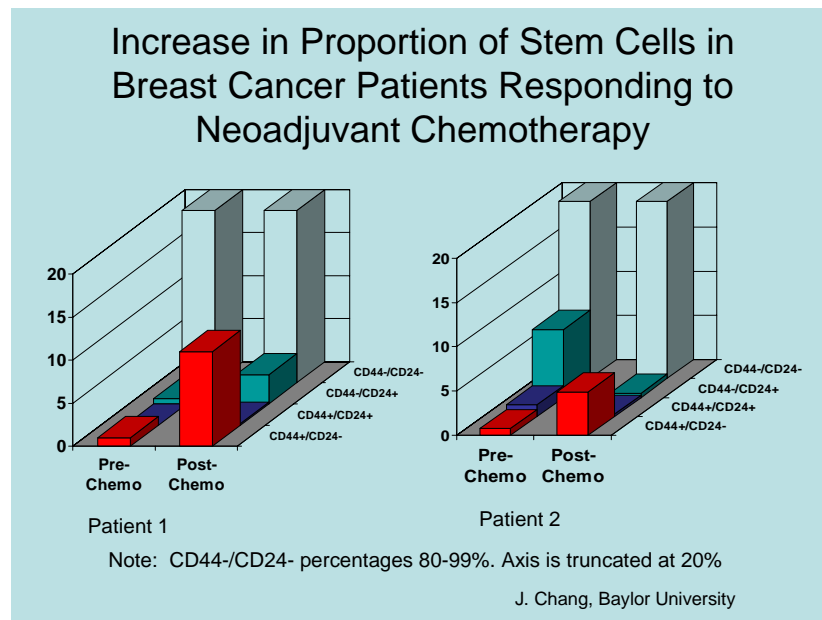 Increase in Proportion of Stem Cells in
Breast Cancer Patients Responding to
Neoadjuvant Chemotherapy
20
15
10
5
0
CD44-/CD24-
CD44-/CD24+
CD44+/CD24+
CD44+/CD24-
Pre-
Chemo
Post-
Chemo
Patient 1
20
15
10
5
0
CD44-/CD24-
CD44-/CD24+
CD44+/CD24+
CD44+/CD24-
Pre-
Chemo
Post-
Chemo
Patient 2
Note: CD44-/CD24- percentages 80-99%. Axis is truncated at 20%
J. Chang, Baylor University